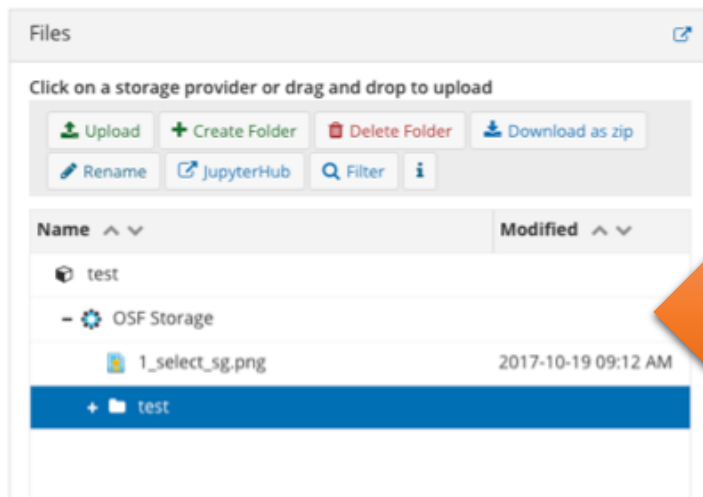 Files
Click on a storage provider or drag and drop to upload
Upload Create Folder Delete Folder Download as zip
Rename JupyterHub Filter i
Name Modified
test
OSF Storage
1_select_sg.png 2017-10-19 09:12 AM
test